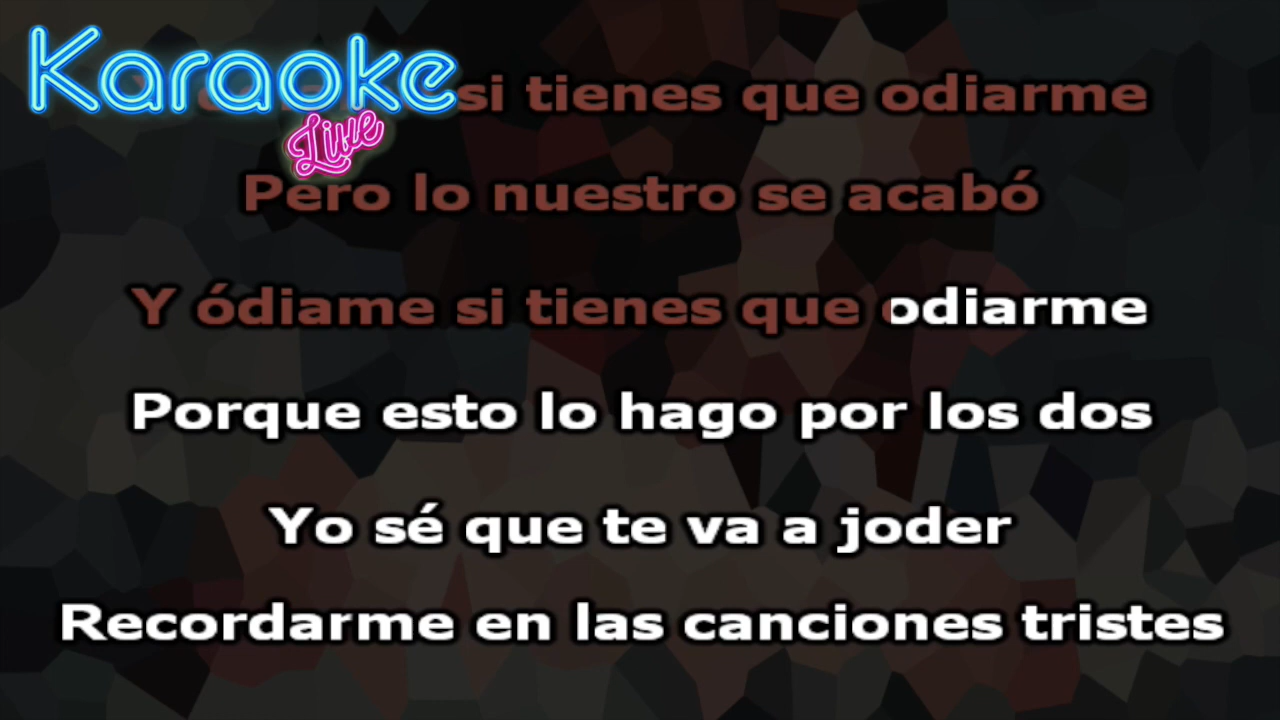 Karaoke
Live
si tienes que odiarme
Pero lo nuestro se acabó
Y ódiame si tienes que odiarme
Porque esto lo hago por los dos
Yo sé que te va a joder
Recordarme en las canciones tristes